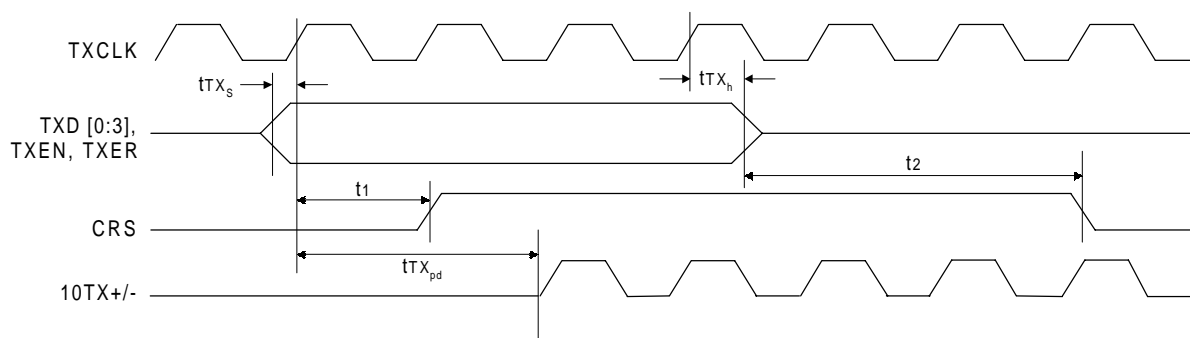 TXCLK
tTXs
tTXh
TXD [0:3],
TXEN, TXER
t1
t2
CRS
tTXpd
10TX+/-